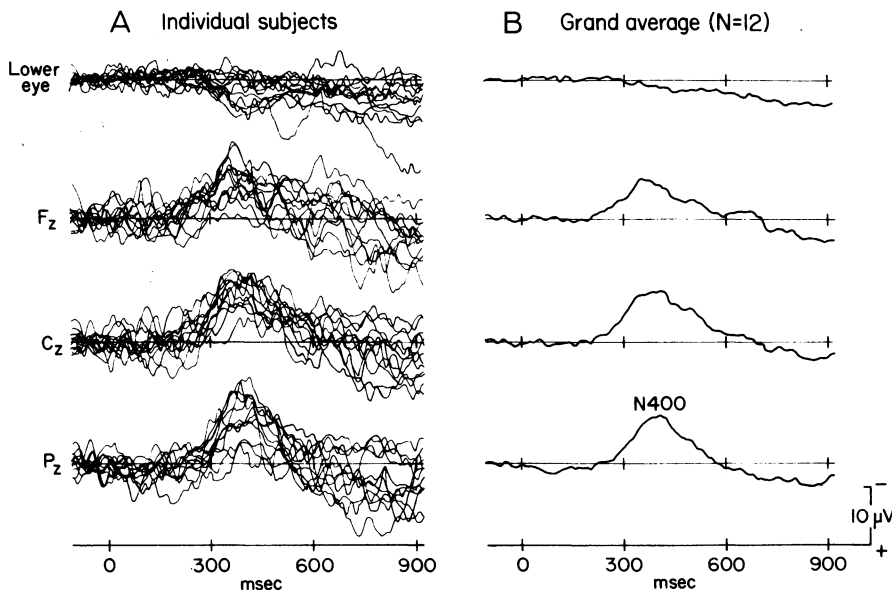 A Individual subjects
B Grand average (N=12)
Lower
eye
Fz
Cz
Pz
N400
−
10 μV
+
0 300 600 900
msec
0 300 600 900
msec